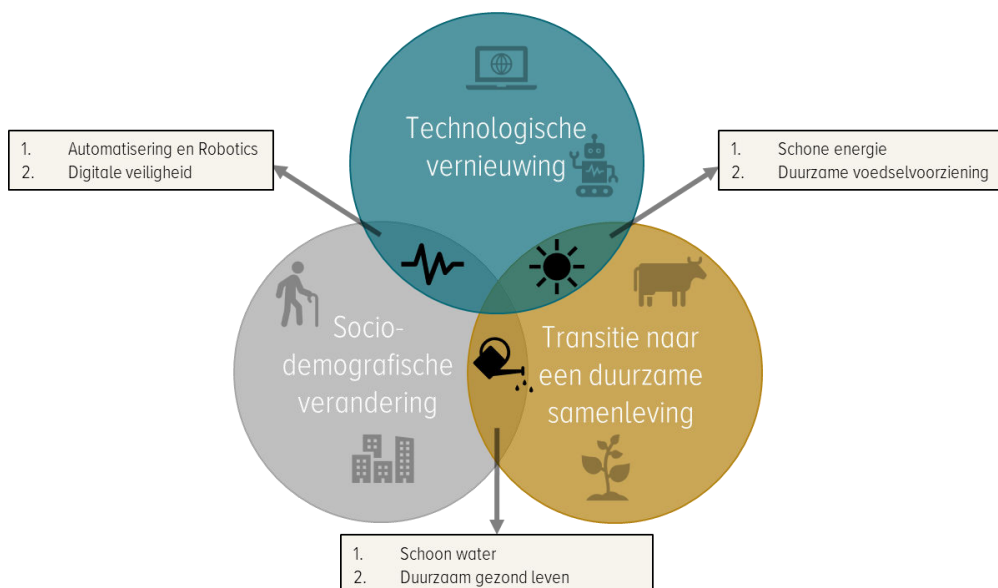 Technologische
vernieuwing
1. Automatisering en Robotics
2. Digitale veiligheid
1. Schone energie
2. Duurzame voedselvoorziening
Socio-
demografische
verandering
Transitie naar
een duurzame
samenleving
1. Schoon water
2. Duurzaam gezond leven